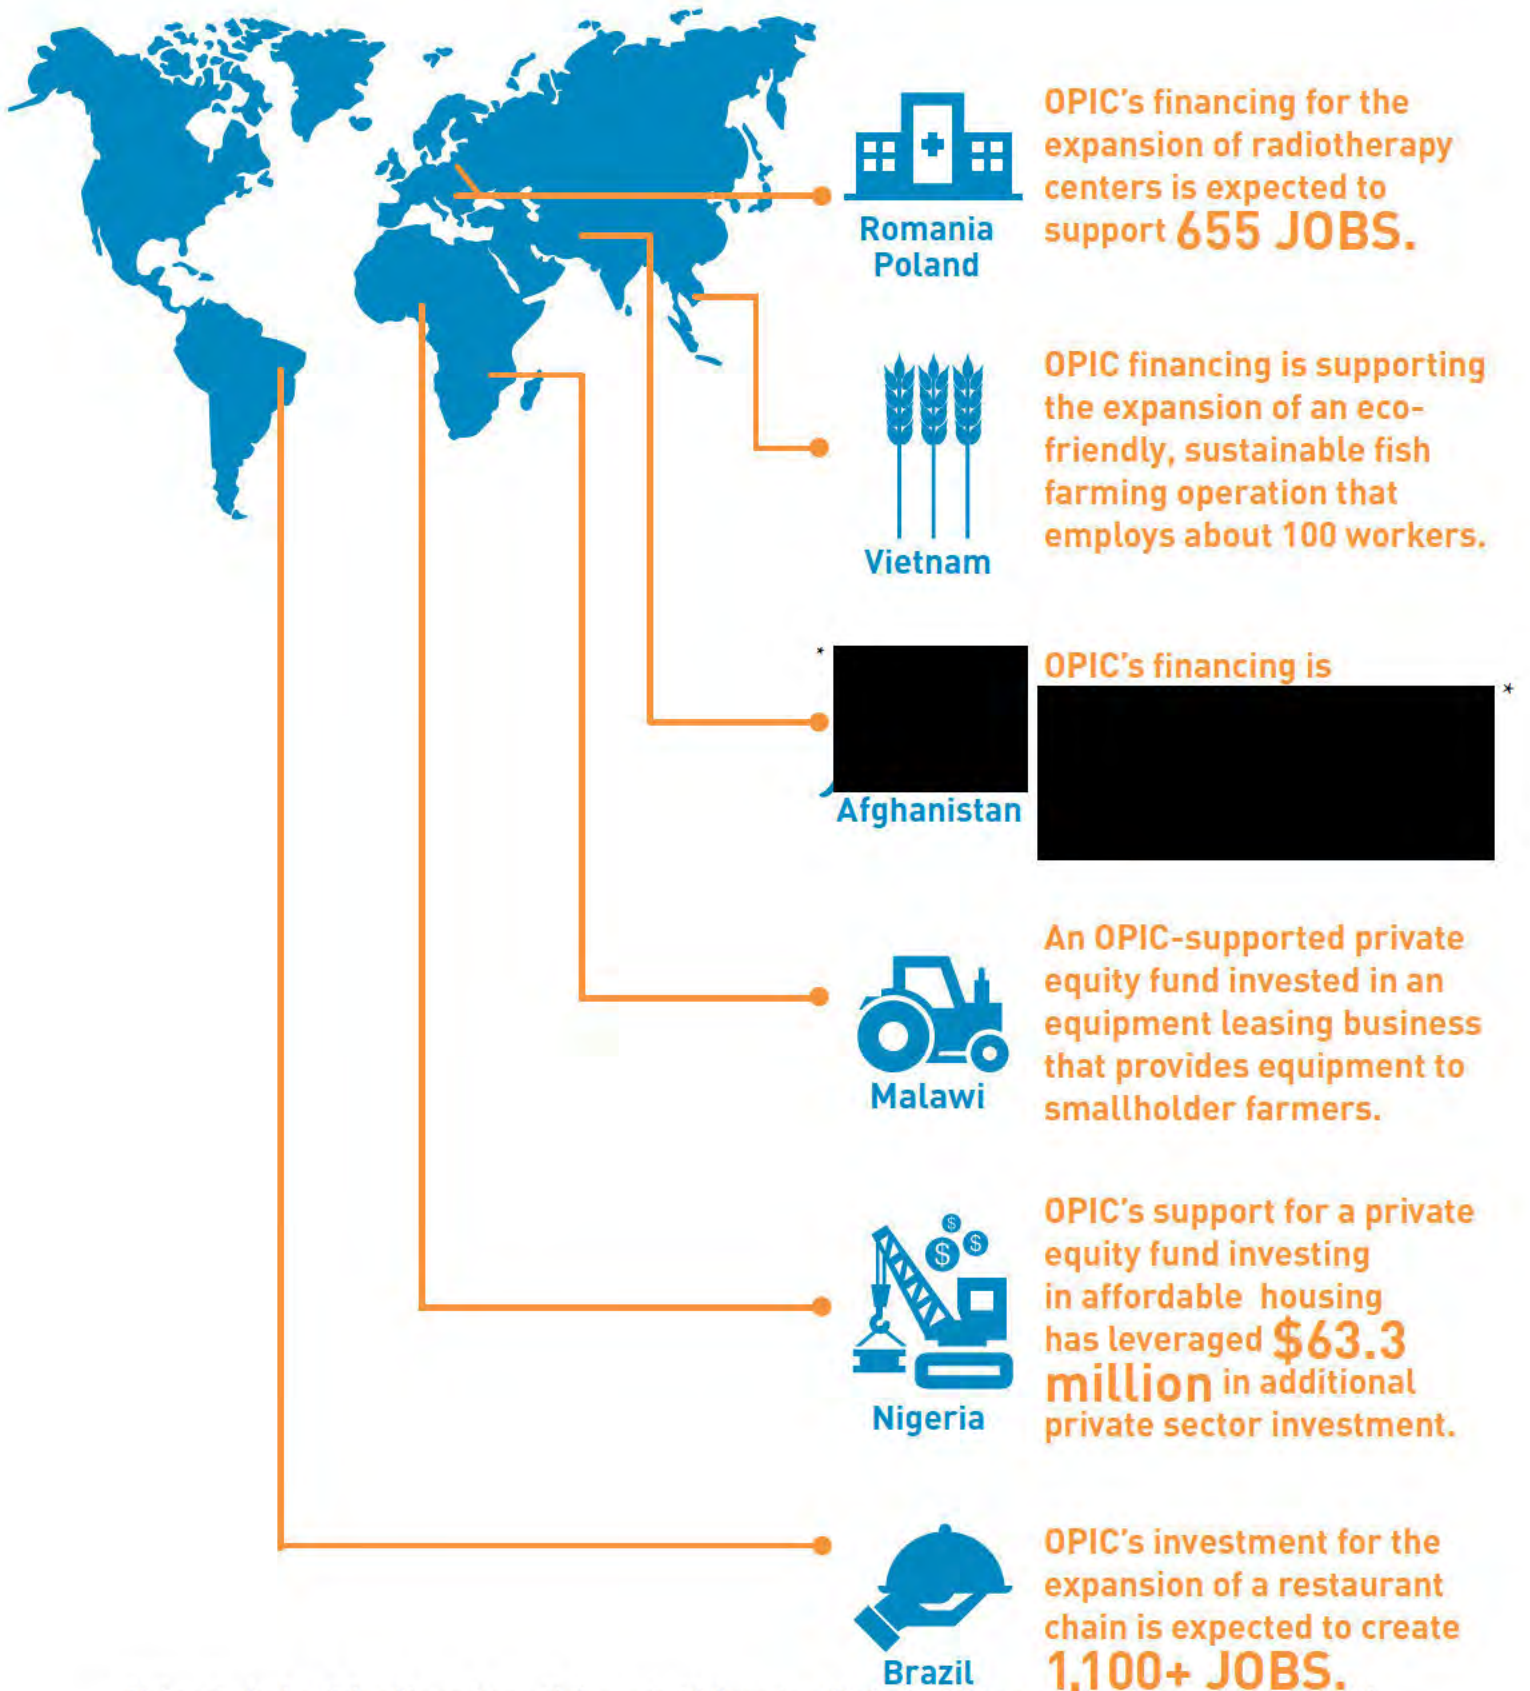 OPIC's financing for the
expansion of radiotherapy
centers is expected to
support 655 JOBS.
Romania
Poland
OPIC financing is supporting
the expansion of an eco-
friendly, sustainable fish
farming operation that
employs about 100 workers.
Vietnam
*
OPIC's financing is
*
Afghanistan
An OPIC-supported private
equity fund invested in an
equipment leasing business
that provides equipment to
smallholder farmers.
Malawi
OPIC's support for a private
equity fund investing
in affordable housing
has leveraged $63.3
million in additional
private sector investment.
$
$ $
Nigeria
OPIC's investment for the
expansion of a restaurant
chain is expected to create
1,100+ JOBS.
Brazil